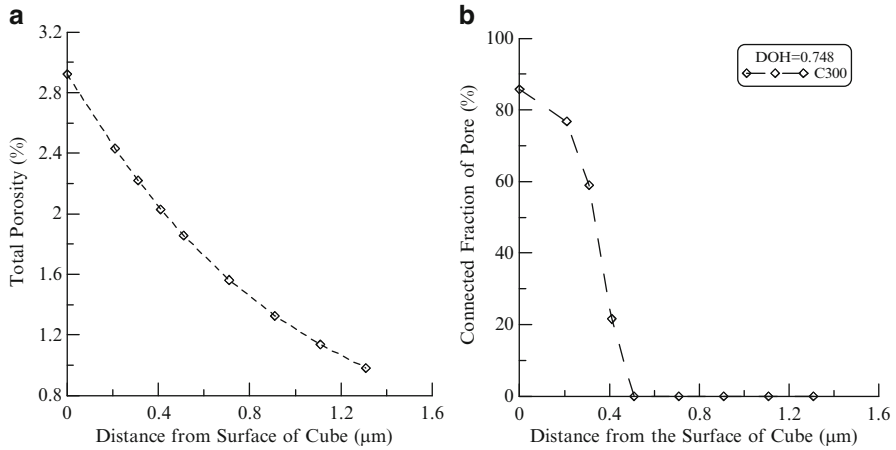 a
Total Porosity (%)
3.2
2.8
2.4
2
1.6
1.2
0.8
0
0.4
0.8
1.2
1.6
Distance from Surface of Cube (μm)
b
Connected Fraction of Pore (%)
100
80
60
40
20
0
DOH=0.748
C300
0
0.4
0.8
1.2
1.6
Distance from the Surface of Cube (μm)